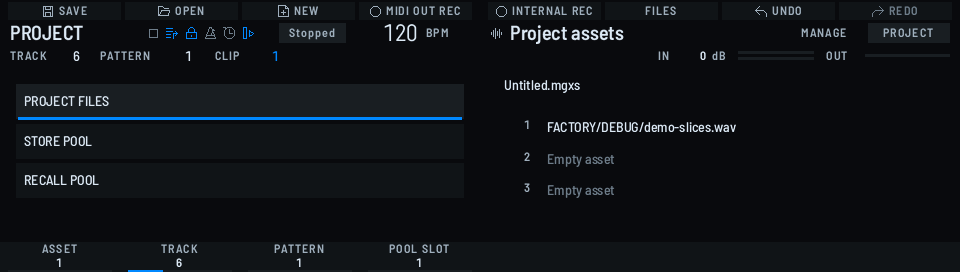 SAVE OPEN NEW MIDI OUT REC INTERNAL REC FILES UNDO REDO
PROJECT Stopped 120 BPM Project assets MANAGE PROJECT
TRACK 6 PATTERN 1 CLIP 1 IN 0 dB OUT
Untitled.mgxs
PROJECT FILES
1 FACTORY/DEBUG/demo-slices.wav
STORE POOL
2 Empty asset
RECALL POOL
3 Empty asset
ASSET TRACK PATTERN POOL SLOT
1 6 1 1